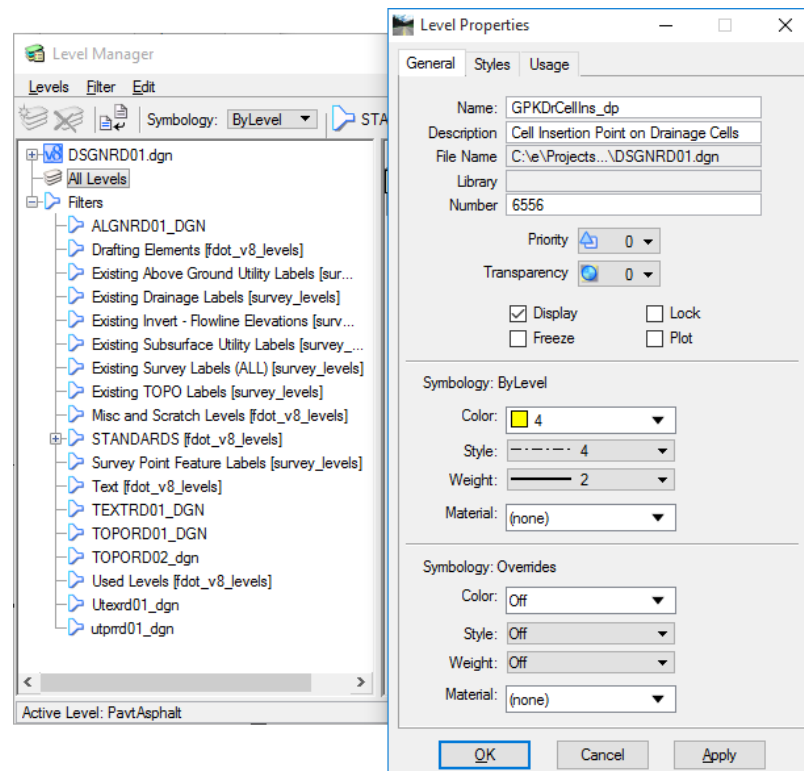 Level Manager
Levels Filter Edit
Symbology: ByLevel STA
DSGNRD01.dgn
All Levels
Filters
ALGNRD01_DGN
Drafting Elements [fdot_v8_levels]
Existing Above Ground Utility Labels [sur...
Existing Drainage Labels [survey_levels]
Existing Invert - Flowline Elevations [surv...
Existing Subsurface Utility Labels [survey_...
Existing Survey Labels (ALL) [survey_levels]
Existing TOPO Labels [survey_levels]
Misc and Scratch Levels [fdot_v8_levels]
STANDARDS [fdot_v8_levels]
Survey Point Feature Labels [survey_levels]
Text [fdot_v8_levels]
TEXTRD01_DGN
TOPORD01_DGN
TOPORD02_dgn
Used Levels [fdot_v8_levels]
Utexrd01_dgn
utprrd01_dgn
Active Level: PavtAsphalt
Level Properties
General Styles Usage
Name: GPKDrCellIns_dp
Description Cell Insertion Point on Drainage Cells
File Name C:\e\Projects...\DSGNRD01.dgn
Library
Number 6556
Priority 0
Transparency 0
Display Lock
Freeze Plot
Symbology: ByLevel
Color: 4
Style: 4
Weight: 2
Material: (none)
Symbology: Overrides
Color: Off
Style: Off
Weight: Off
Material: (none)
OK Cancel Apply